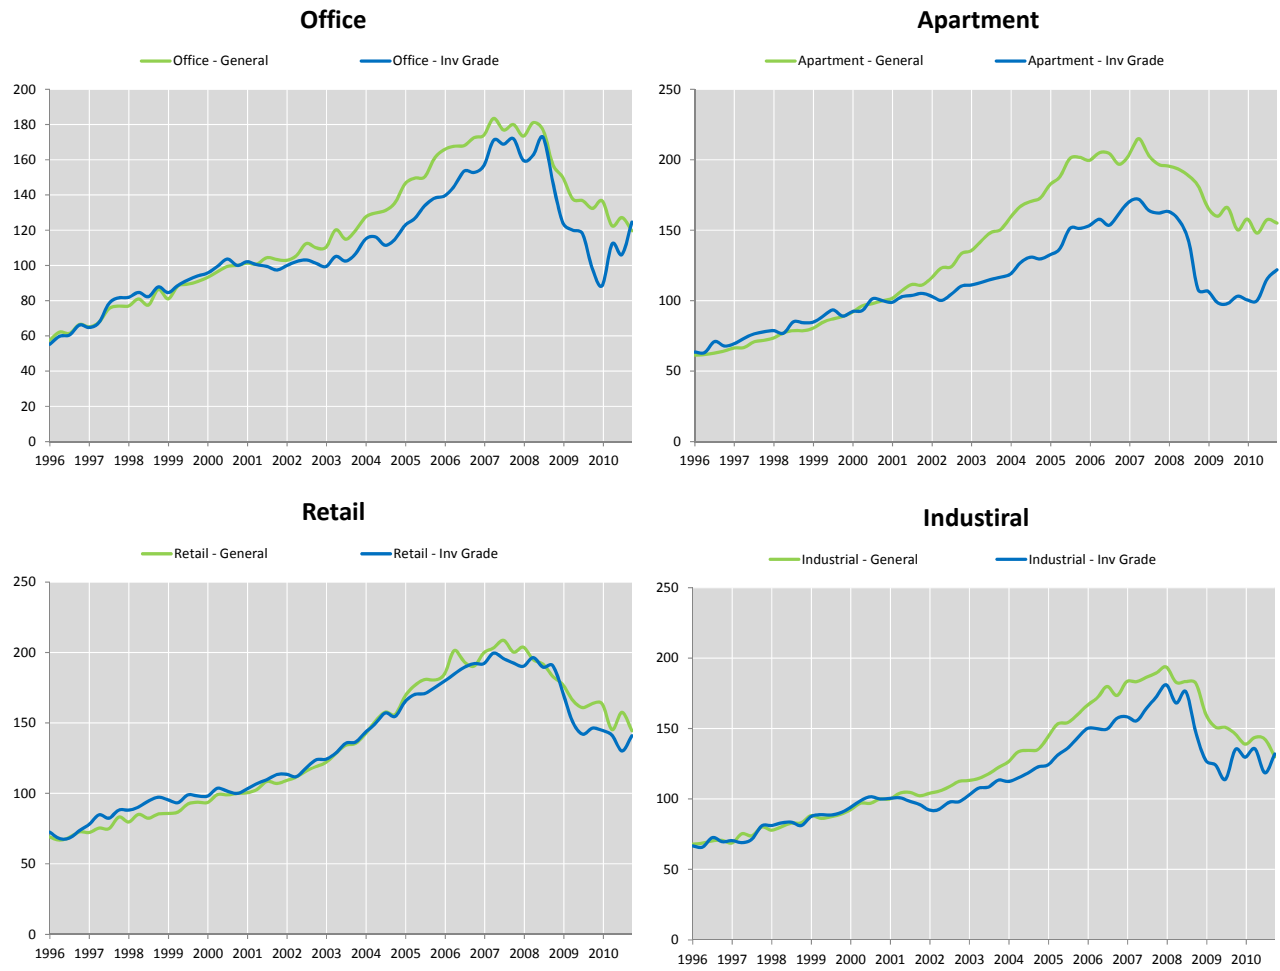 Office
Office - General Office - Inv Grade
200
180
160
140
120
100
80
60
40
20
0
1996 1997 1998 1999 2000 2001 2002 2003 2004 2005 2006 2007 2008 2009 2010
Apartment
Apartment - General Apartment - Inv Grade
250
200
150
100
50
0
1996 1997 1998 1999 2000 2001 2002 2003 2004 2005 2006 2007 2008 2009 2010
Retail
Retail - General Retail - Inv Grade
250
200
150
100
50
0
1996 1997 1998 1999 2000 2001 2002 2003 2004 2005 2006 2007 2008 2009 2010
Industiral
Industrial - General Industrial - Inv Grade
250
200
150
100
50
0
1996 1997 1998 1999 2000 2001 2002 2003 2004 2005 2006 2007 2008 2009 2010